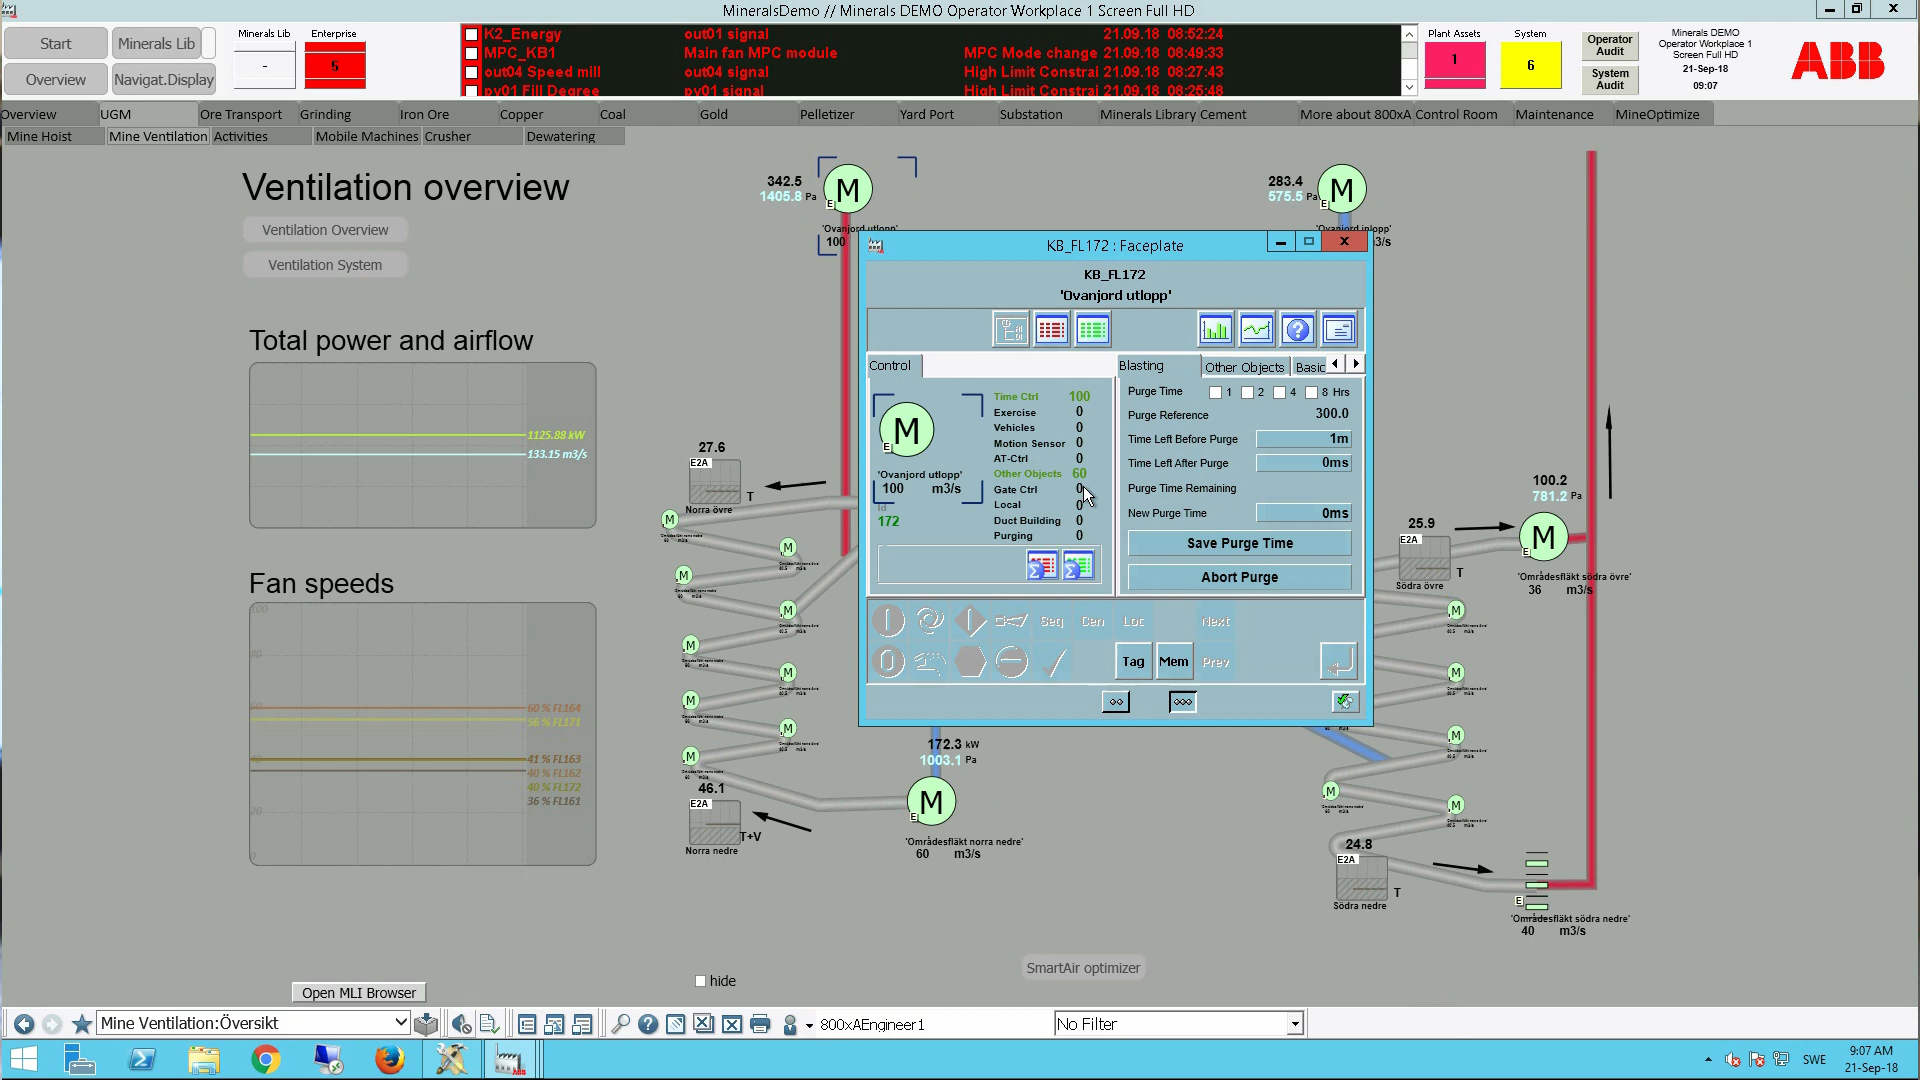 MineralsDemo // Minerals DEMO Operator Workplace 1 Screen Full HD
Start
Minerals Lib
Overview
Navigat.Display
Minerals Lib
-
Enterprise
5
K2_Energy out01 signal 21.09.18 08:52:24
MPC_KB1 Main fan MPC module MPC Mode change 21.09.18 08:49:33
out04 Speed mill out04 signal High Limit Constrai 21.09.18 08:27:43
pv01 Fill Degree pv01 signal High Limit Constrai 21.09.18 08:25:48
Plant Assets
1
System
6
Operator
Audit
System
Audit
Minerals DEMO
Operator Workplace 1
Screen Full HD
21-Sep-18
09:07
ABB
Overview UGM Ore Transport Grinding Iron Ore Copper Coal Gold Pelletizer Yard Port Substation Minerals Library Cement More about 800xA Control Room Maintenance MineOptimize
Mine Hoist Mine Ventilation Activities Mobile Machines Crusher Dewatering
Ventilation overview
Ventilation Overview
Ventilation System
Total power and airflow
1125.88 kW
133.15 m3/s
Fan speeds
100
80
60
40
20
0
60 % FL164
56 % FL171
41 % FL163
40 % FL162
40 % FL172
36 % FL161
342.5
1405.8 Pa
M
E
'Ovanjord utlopp'
100
283.4
575.5 Pa
M
E
'Ovanjord inlopp'
m3/s
KB_FL172 : Faceplate
KB_FL172
'Ovanjord utlopp'
Control
M
E
'Ovanjord utlopp'
100 m3/s
Id
172
Time Ctrl 100
Exercise 0
Vehicles 0
Motion Sensor 0
AT-Ctrl 0
Other Objects 60
Gate Ctrl 0
Local 0
Duct Building 0
Purging 0
Blasting
Other Objects
Basic
Purge Time 1 2 4 8 Hrs
Purge Reference 300.0
Time Left Before Purge 1m
Time Left After Purge 0ms
Purge Time Remaining
New Purge Time 0ms
Save Purge Time
Abort Purge
Seq Cen Loc Next
Tag Mem Prev
27.6
E2A
T
Norra övre
46.1
E2A
T+V
Norra nedre
172.3 kW
1003.1 Pa
M
E
'Områdesfläkt norra nedre'
60 m3/s
25.9
E2A
T
Södra övre
100.2
781.2 Pa
M
E
'Områdesfläkt södra övre'
36 m3/s
24.8
E2A
T
Södra nedre
E
'Områdesfläkt södra nedre'
40 m3/s
SmartAir optimizer
hide
Open MLI Browser
Mine Ventilation:Översikt
800xAEngineer1
No Filter
SWE
9:07 AM
21-Sep-18